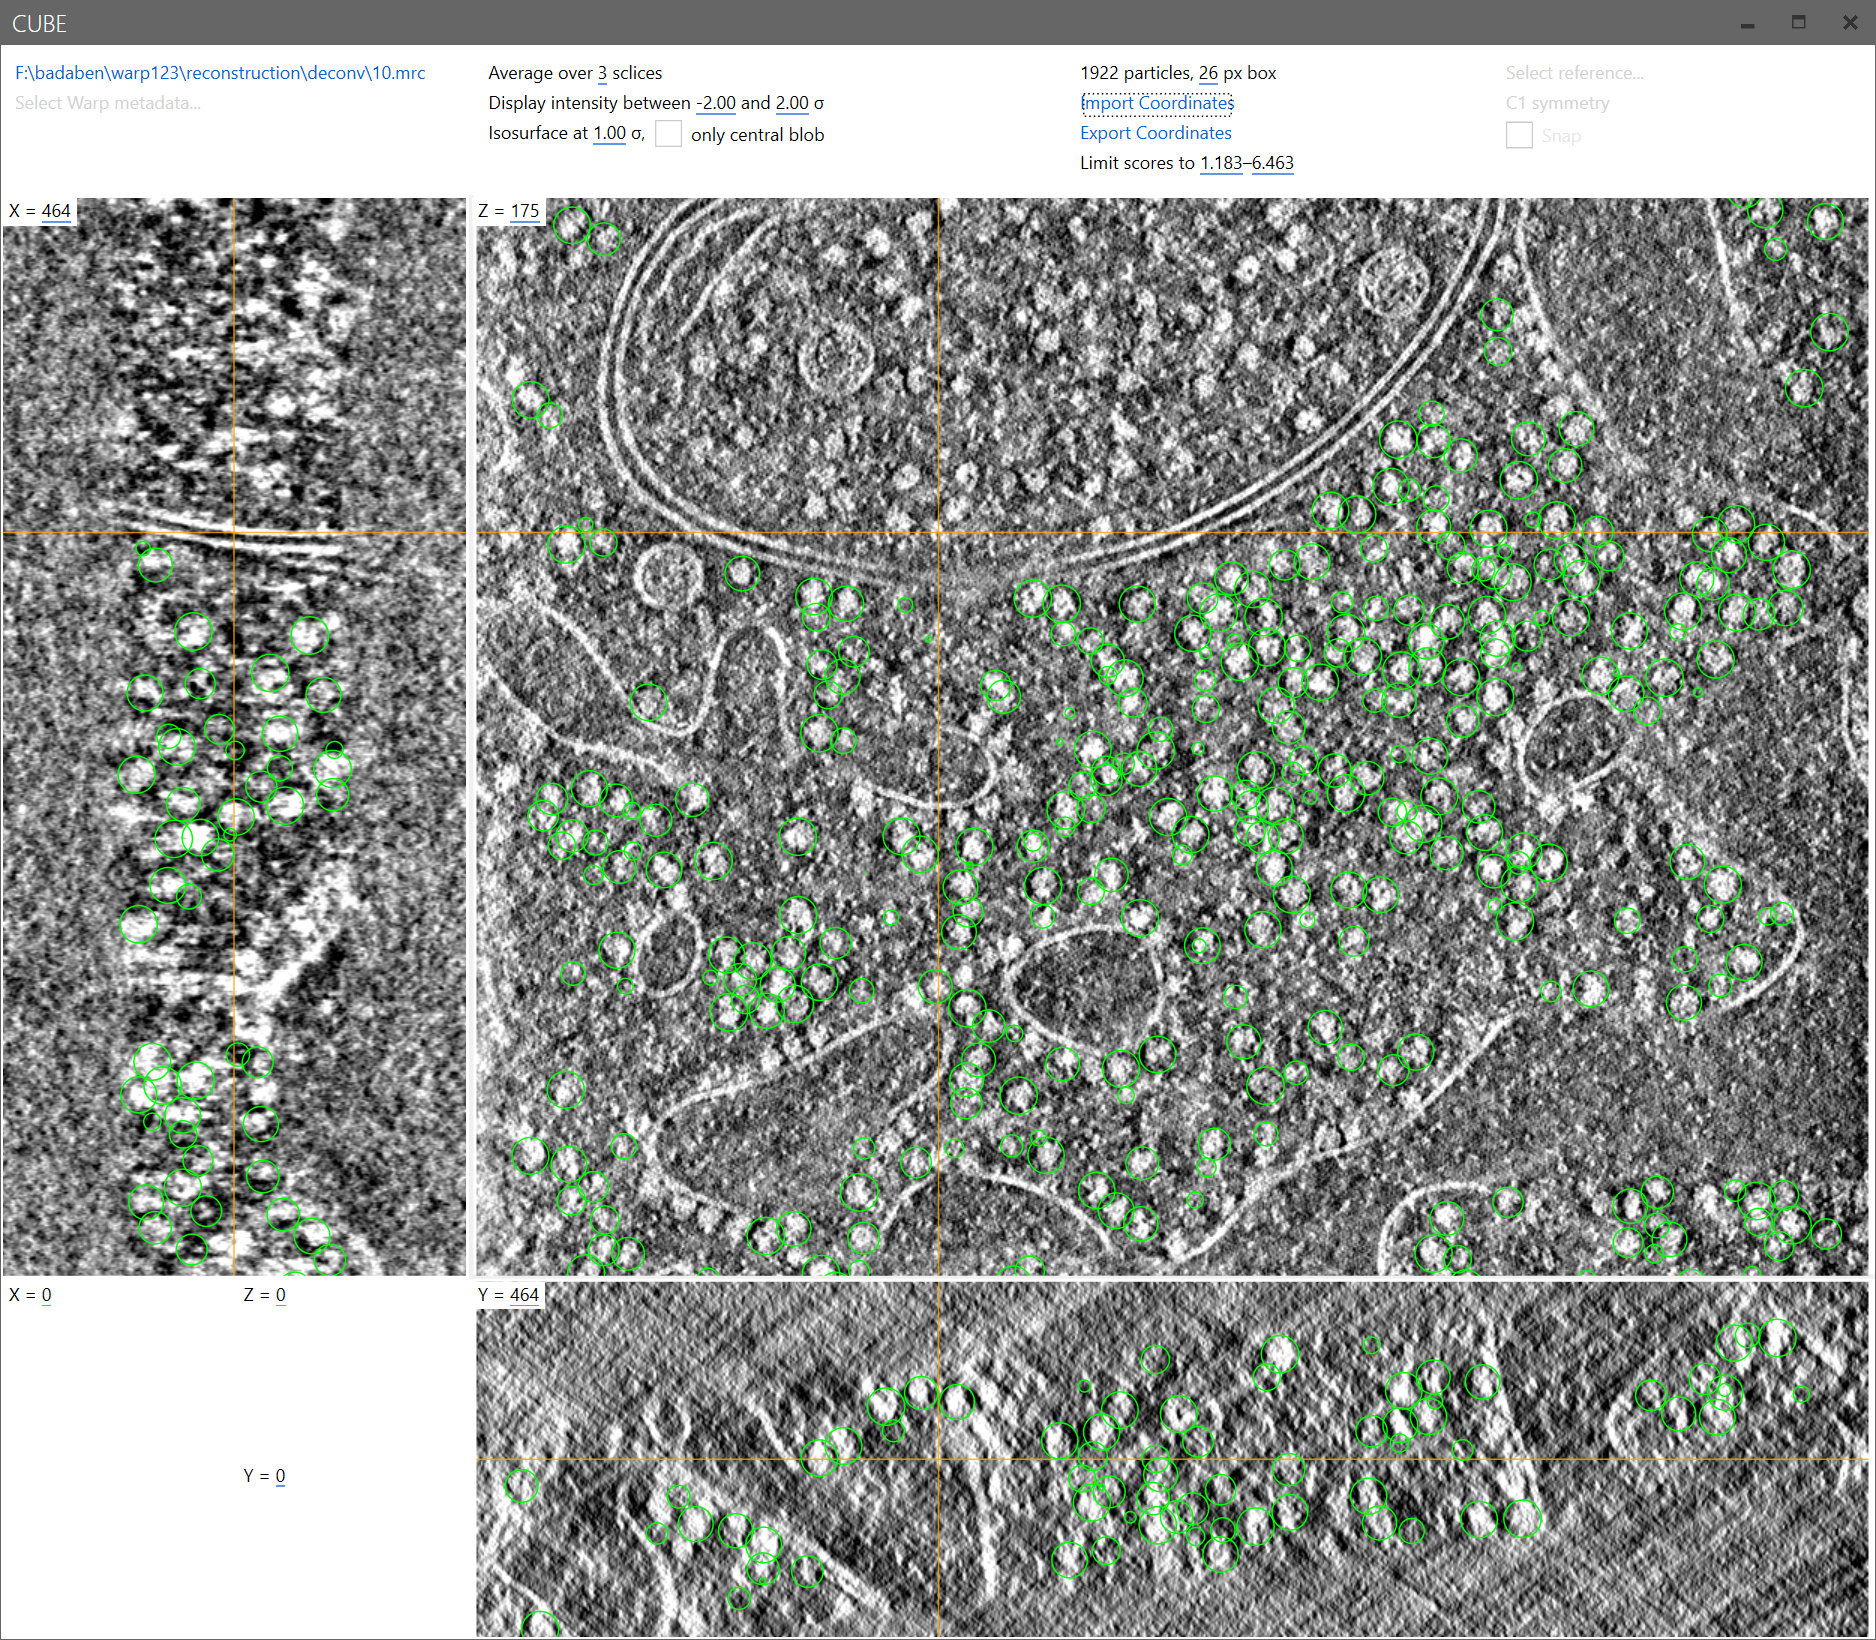 CUBE
F:\badaben\warp123\reconstruction\deconv\10.mrc
Select Warp metadata...
Average over 3 sclices
Display intensity between -2.00 and 2.00 σ
Isosurface at 1.00 σ, only central blob
1922 particles, 26 px box
Import Coordinates
Export Coordinates
Limit scores to 1.183–6.463
Select reference...
C1 symmetry
Snap
X = 464
Z = 175
X = 0
Z = 0
Y = 464
Y = 0